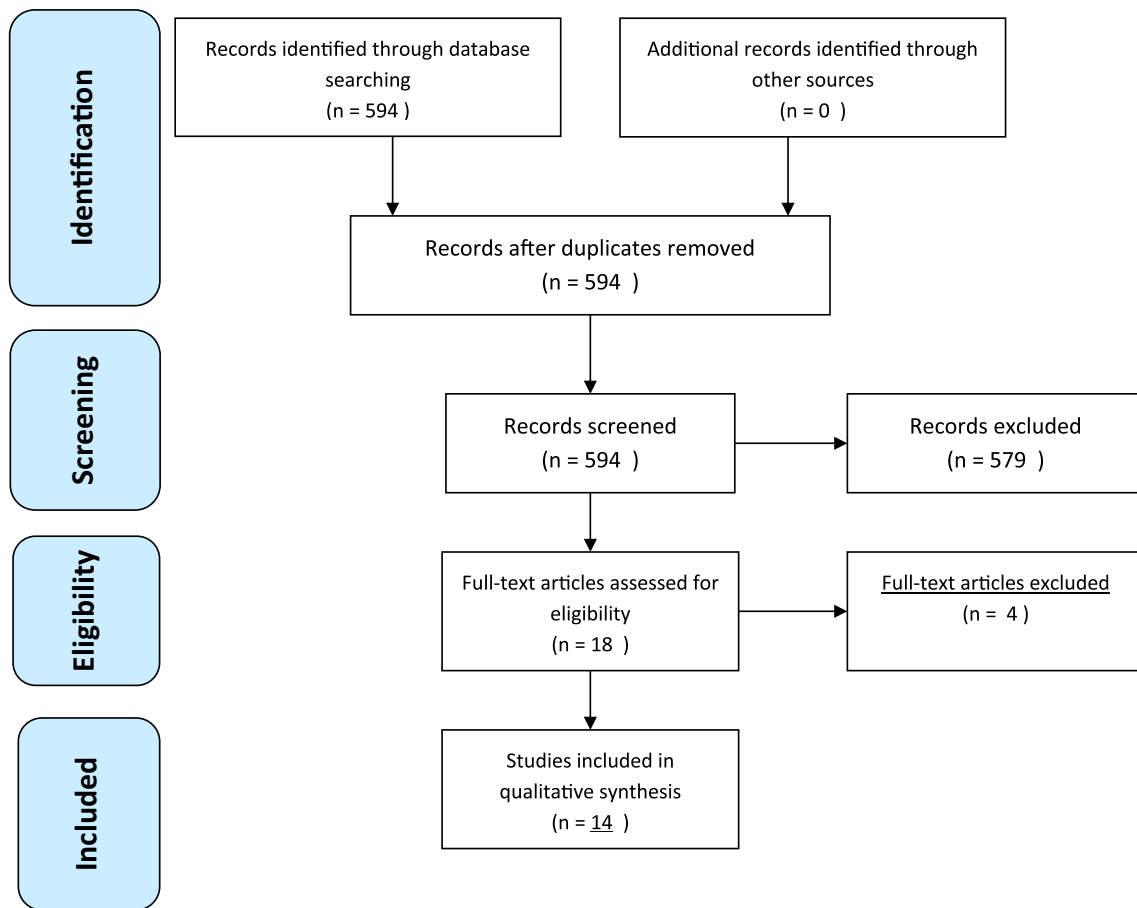 Identification
Records identified through database
searching
(n = 594 )
Additional records identified through
other sources
(n = 0 )
Records after duplicates removed
(n = 594 )
Screening
Records screened
(n = 594 )
Records excluded
(n = 579 )
Eligibility
Full-text articles assessed for
eligibility
(n = 18 )
Full-text articles excluded
(n = 4 )
Included
Studies included in
qualitative synthesis
(n = 14 )